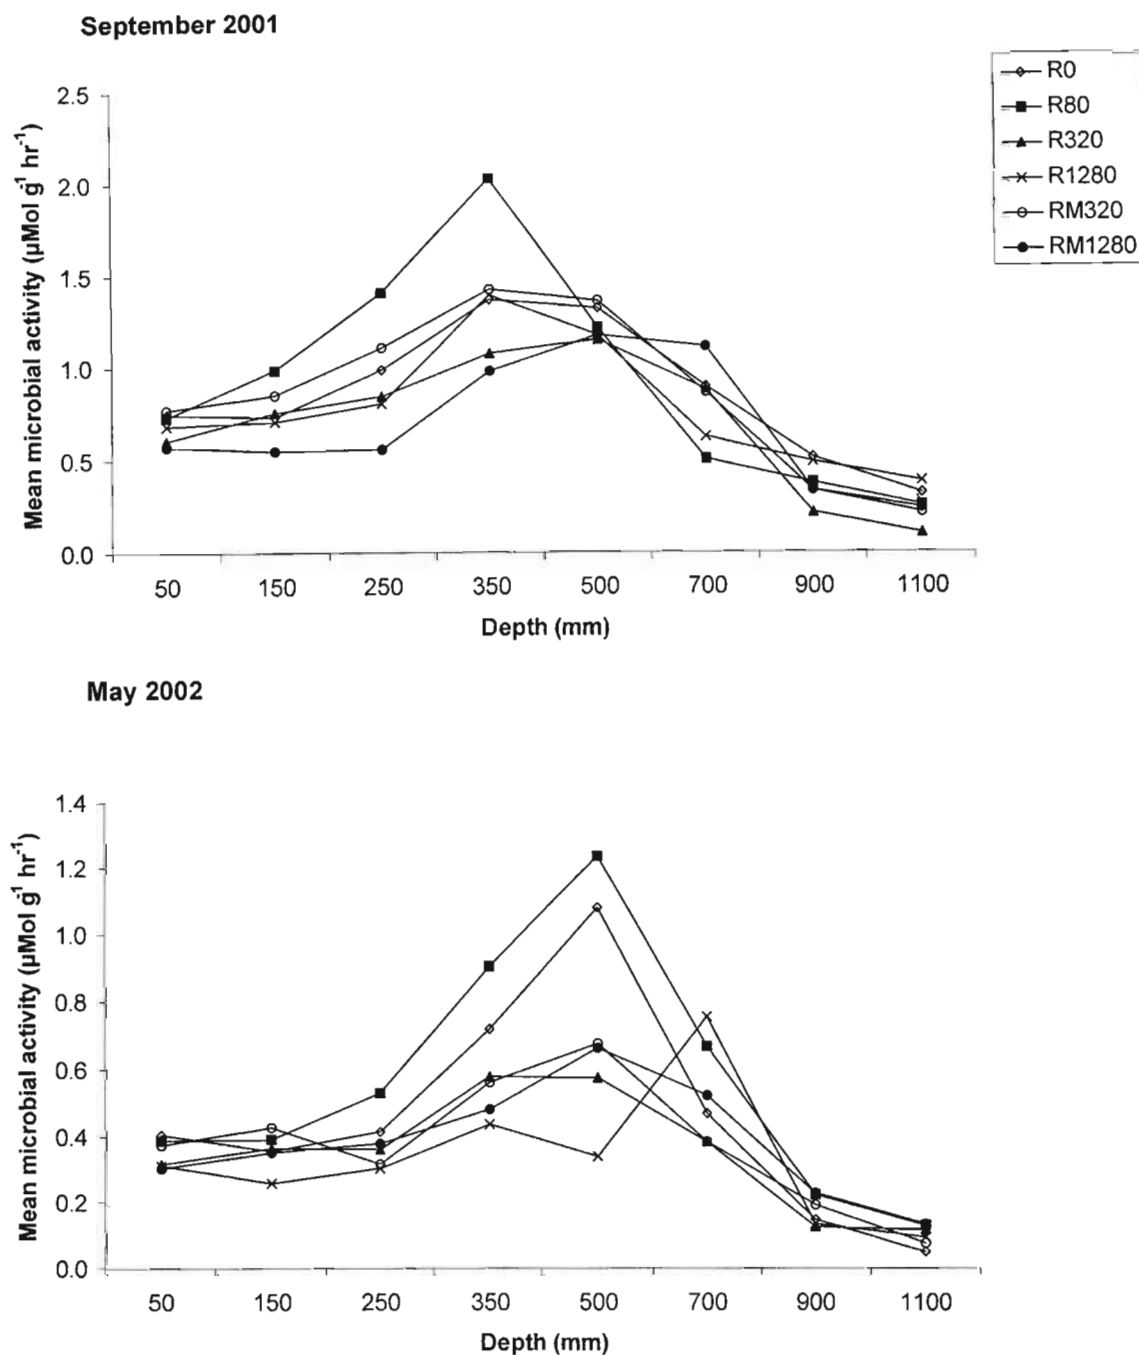 September 2001
R0
R80
R320
R1280
RM320
RM1280
Mean microbial activity (µMol g-1 hr-1)
2.5
2.0
1.5
1.0
0.5
0.0
50 150 250 350 500 700 900 1100
Depth (mm)
May 2002
Mean microbial activity (µMol g-1 hr-1)
1.4
1.2
1.0
0.8
0.6
0.4
0.2
0.0
50 150 250 350 500 700 900 1100
Depth (mm)